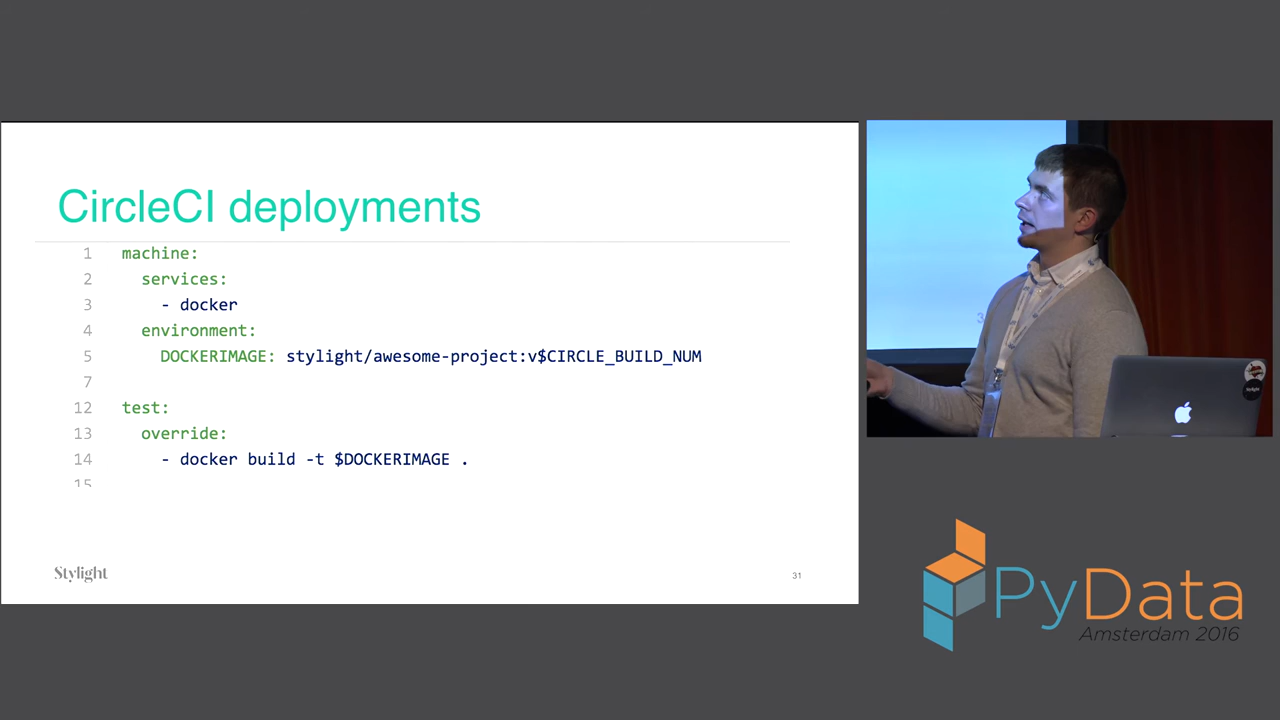 CircleCI deployments
1 machine:
2 services:
3 - docker
4 environment:
5 DOCKERIMAGE: stylight/awesome-project:v$CIRCLE_BUILD_NUM
7
12 test:
13 override:
14 - docker build -t $DOCKERIMAGE .
15
Stylight
31
PyData
Amsterdam 2016